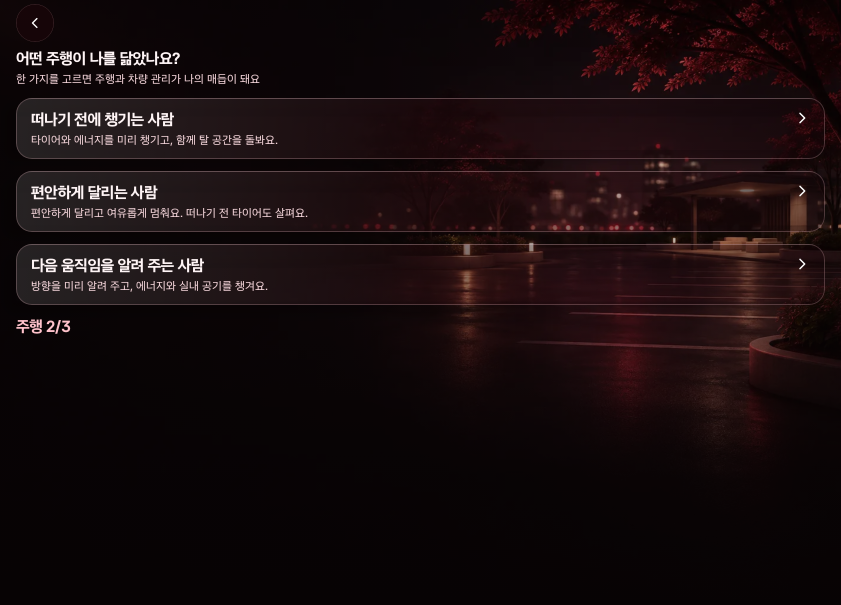 어떤 주행이 나를 닮았나요?
한 가지를 고르면 주행과 차량 관리가 나의 매듭이 돼요
떠나기 전에 챙기는 사람
타이어와 에너지를 미리 챙기고, 함께 탈 공간을 돌봐요.
편안하게 달리는 사람
편안하게 달리고 여유롭게 멈춰요. 떠나기 전 타이어도 살펴요.
다음 움직임을 알려 주는 사람
방향을 미리 알려 주고, 에너지와 실내 공기를 챙겨요.
주행 2/3